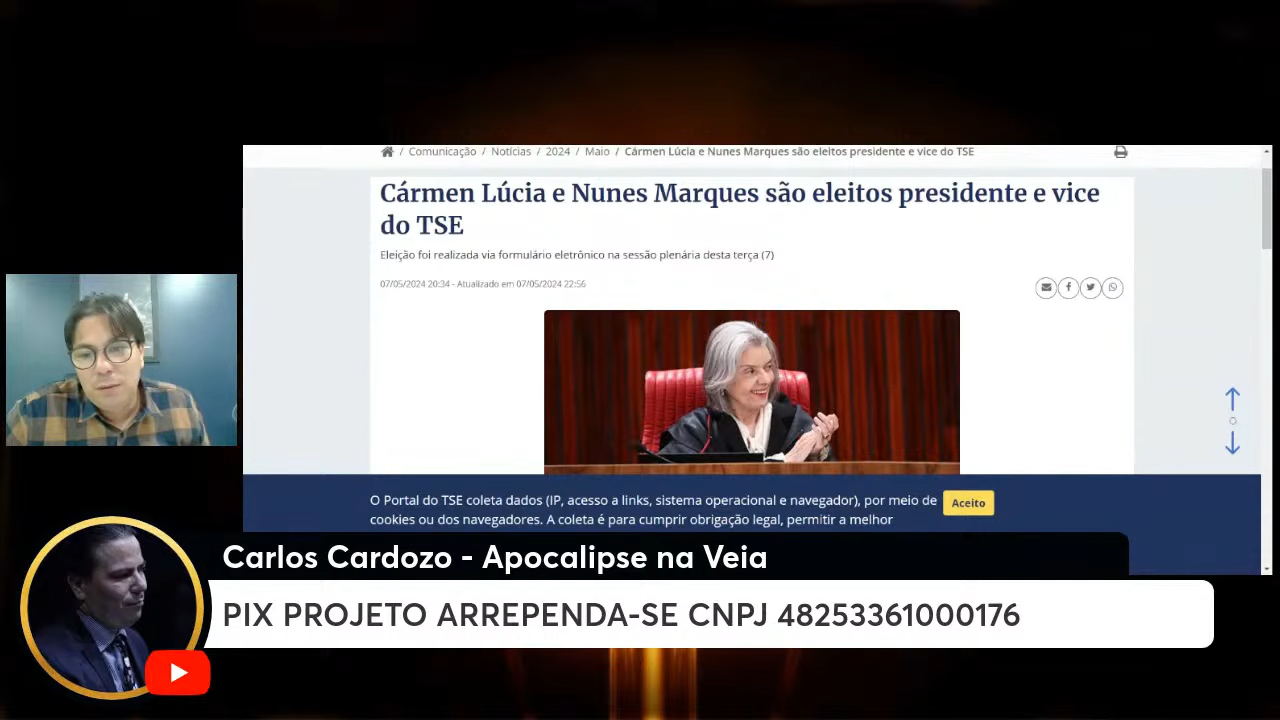 / Comunicação / Notícias / 2024 / Maio / Cármen Lúcia e Nunes Marques são eleitos presidente e vice do TSE
Cármen Lúcia e Nunes Marques são eleitos presidente e vice
do TSE
Eleição foi realizada via formulário eletrônico na sessão plenária desta terça (7)
07/05/2024 20:34 - Atualizado em 07/05/2024 22:56
O Portal do TSE coleta dados (IP, acesso a links, sistema operacional e navegador), por meio de
cookies ou dos navegadores. A coleta é para cumprir obrigação legal, permitir a melhor
Aceito
Carlos Cardozo - Apocalipse na Veia
PIX PROJETO ARREPENDA-SE CNPJ 48253361000176